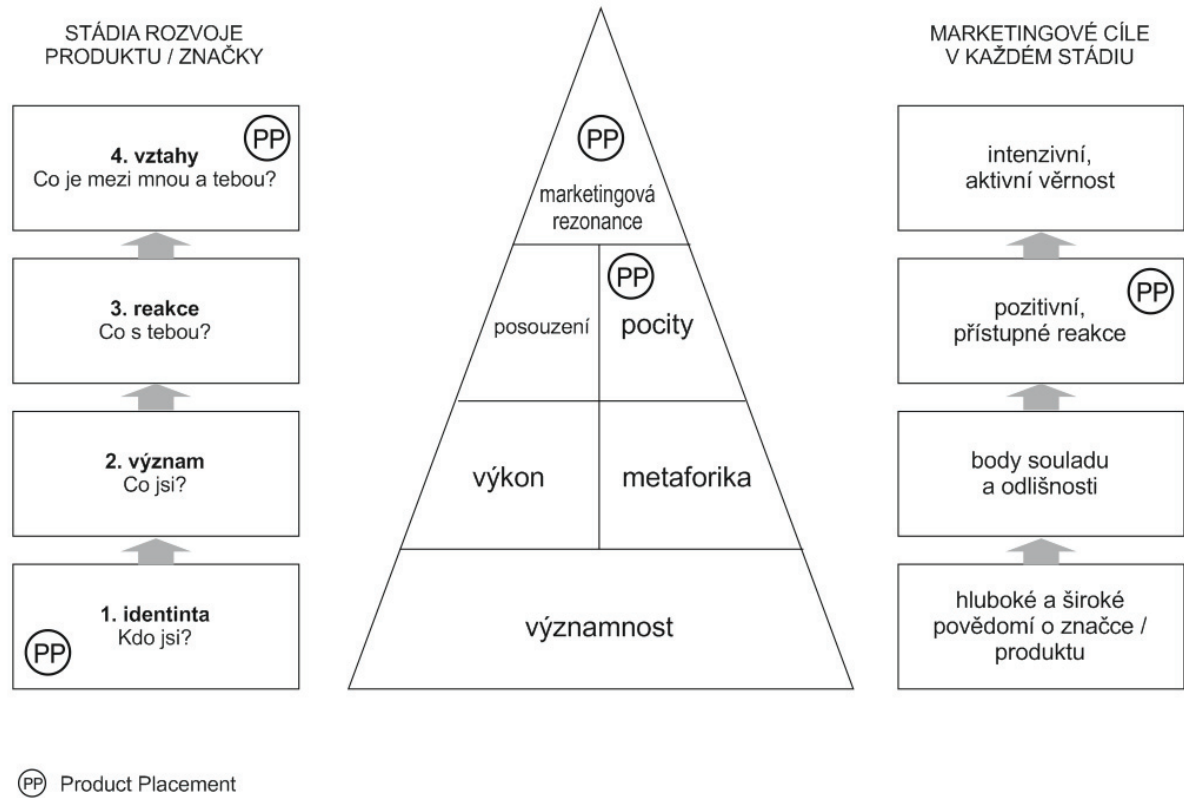 STÁDIA ROZVOJE
PRODUKTU / ZNAČKY
PP
4. vztahy
Co je mezi mnou a tebou?
3. reakce
Co s tebou?
2. význam
Co jsi?
1. identinta
Kdo jsi?
PP
PP
marketingová
rezonance
posouzení
PP
pocity
výkon
metaforika
významnost
MARKETINGOVÉ CÍLE
V KAŽDÉM STÁDIU
intenzivní,
aktivní věrnost
PP
pozitivní,
přístupné reakce
body souladu
a odlišnosti
hluboké a široké
povědomí o značce /
produktu
PP Product Placement